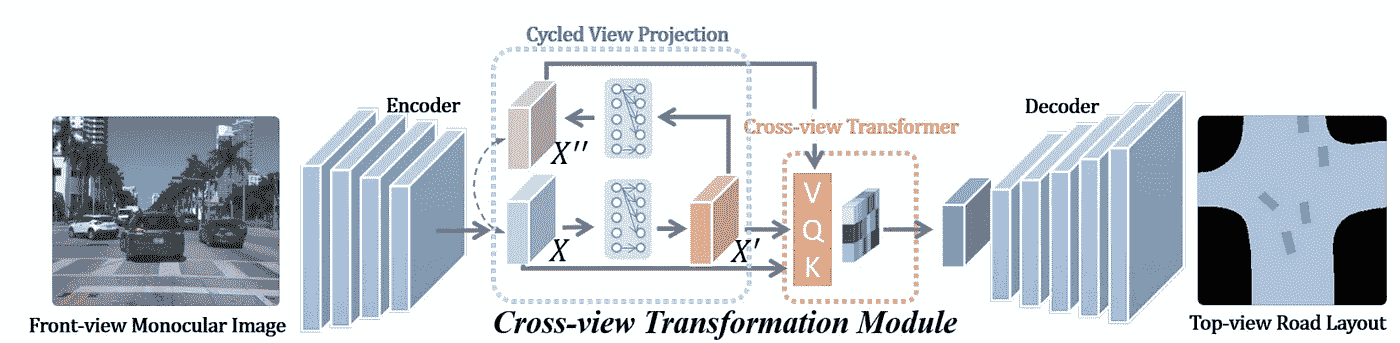 Cycled View Projection
Encoder
Decoder
Cross-view Transformer
X''
X
X'
V
Q
K
Front-view Monocular Image
Cross-view Transformation Module
Top-view Road Layout